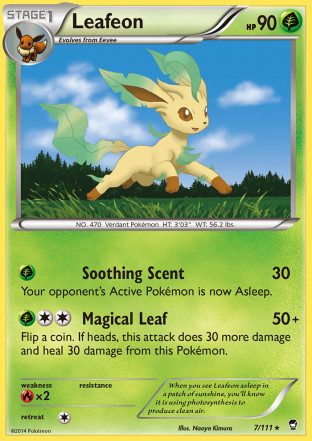 STAGE1 Leafeon HP90
Evolves from Eevee
NO. 470 Verdant Pokémon HT: 3'03" WT: 56.2 lbs.
Soothing Scent 30
Your opponent's Active Pokémon is now Asleep.
Magical Leaf 50+
Flip a coin. If heads, this attack does 30 more damage
and heal 30 damage from this Pokémon.
weakness resistance
×2
retreat
When you see Leafeon asleep in
a patch of sunshine, you'll know
it is using photosynthesis to
produce clean air.
©2014 Pokémon Illus. Naoyo Kimura 7/111 ★